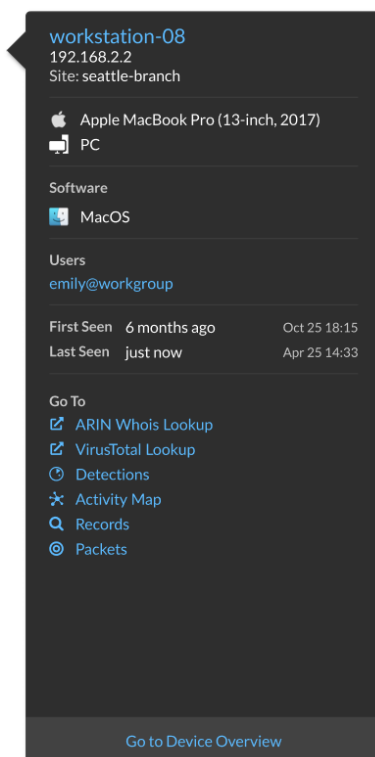 workstation-08
192.168.2.2
Site: seattle-branch
Apple MacBook Pro (13-inch, 2017)
PC
Software
MacOS
Users
emily@workgroup
First Seen 6 months ago Oct 25 18:15
Last Seen just now Apr 25 14:33
Go To
ARIN Whois Lookup
VirusTotal Lookup
Detections
Activity Map
Records
Packets
Go to Device Overview